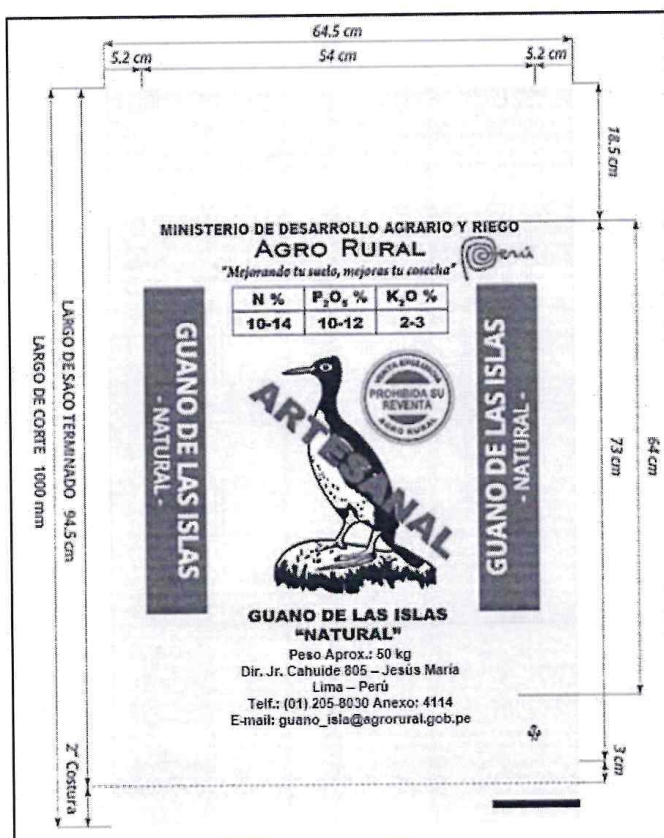 64.5 cm
5.2 cm
54 cm
5.2 cm
18.5 cm
MINISTERIO DE DESARROLLO AGRARIO Y RIEGO
AGRO RURAL
"Mejorando tu suelo, mejoras tu cosecha"
Perú
N % P₂O₅ % K₂O %
10-14 10-12 2-3
GUANO DE LAS ISLAS
- NATURAL -
VENTA EXCLUSIVA
PROHIBIDA SU
REVENTA
AGRO RURAL
ARTESANAL
GUANO DE LAS ISLAS
- NATURAL -
GUANO DE LAS ISLAS
"NATURAL"
Peso Aprox.: 50 kg
Dir. Jr. Cahuide 805 – Jesús María
Lima – Perú
Telf.: (01) 205-8030 Anexo: 4114
E-mail: guano_isla@agrorural.gob.pe
LARGO DE SACO TERMINADO 94.5 cm
LARGO DE CORTE 1000 mm
2" Costura
73 cm
64 cm
3 cm